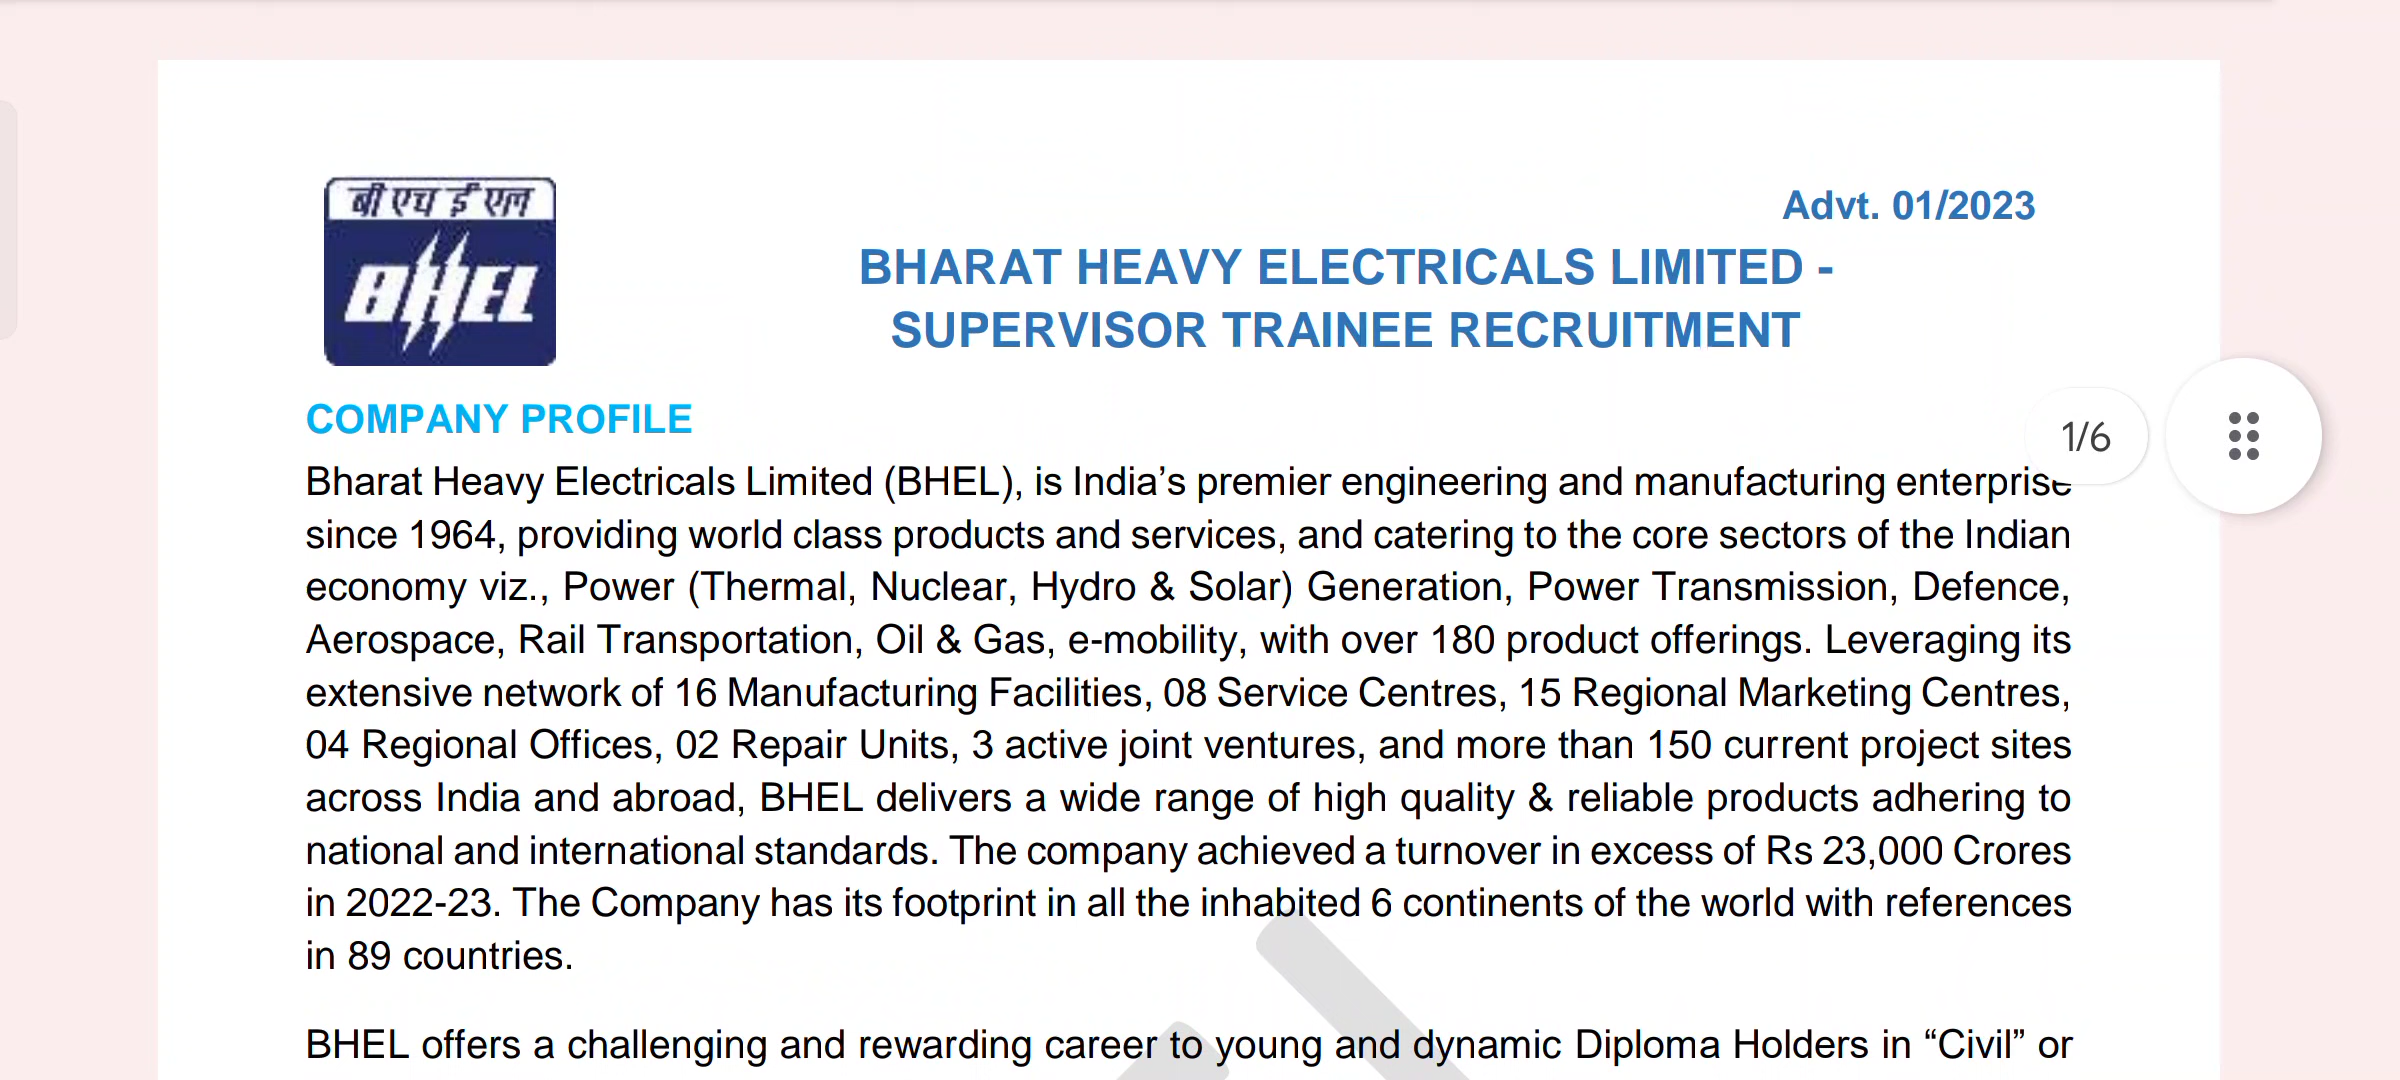 बी एच ई एल
BHEL
Advt. 01/2023
BHARAT HEAVY ELECTRICALS LIMITED -
SUPERVISOR TRAINEE RECRUITMENT
COMPANY PROFILE
1/6
Bharat Heavy Electricals Limited (BHEL), is India’s premier engineering and manufacturing enterprise
since 1964, providing world class products and services, and catering to the core sectors of the Indian
economy viz., Power (Thermal, Nuclear, Hydro & Solar) Generation, Power Transmission, Defence,
Aerospace, Rail Transportation, Oil & Gas, e-mobility, with over 180 product offerings. Leveraging its
extensive network of 16 Manufacturing Facilities, 08 Service Centres, 15 Regional Marketing Centres,
04 Regional Offices, 02 Repair Units, 3 active joint ventures, and more than 150 current project sites
across India and abroad, BHEL delivers a wide range of high quality & reliable products adhering to
national and international standards. The company achieved a turnover in excess of Rs 23,000 Crores
in 2022-23. The Company has its footprint in all the inhabited 6 continents of the world with references
in 89 countries.
BHEL offers a challenging and rewarding career to young and dynamic Diploma Holders in “Civil” or